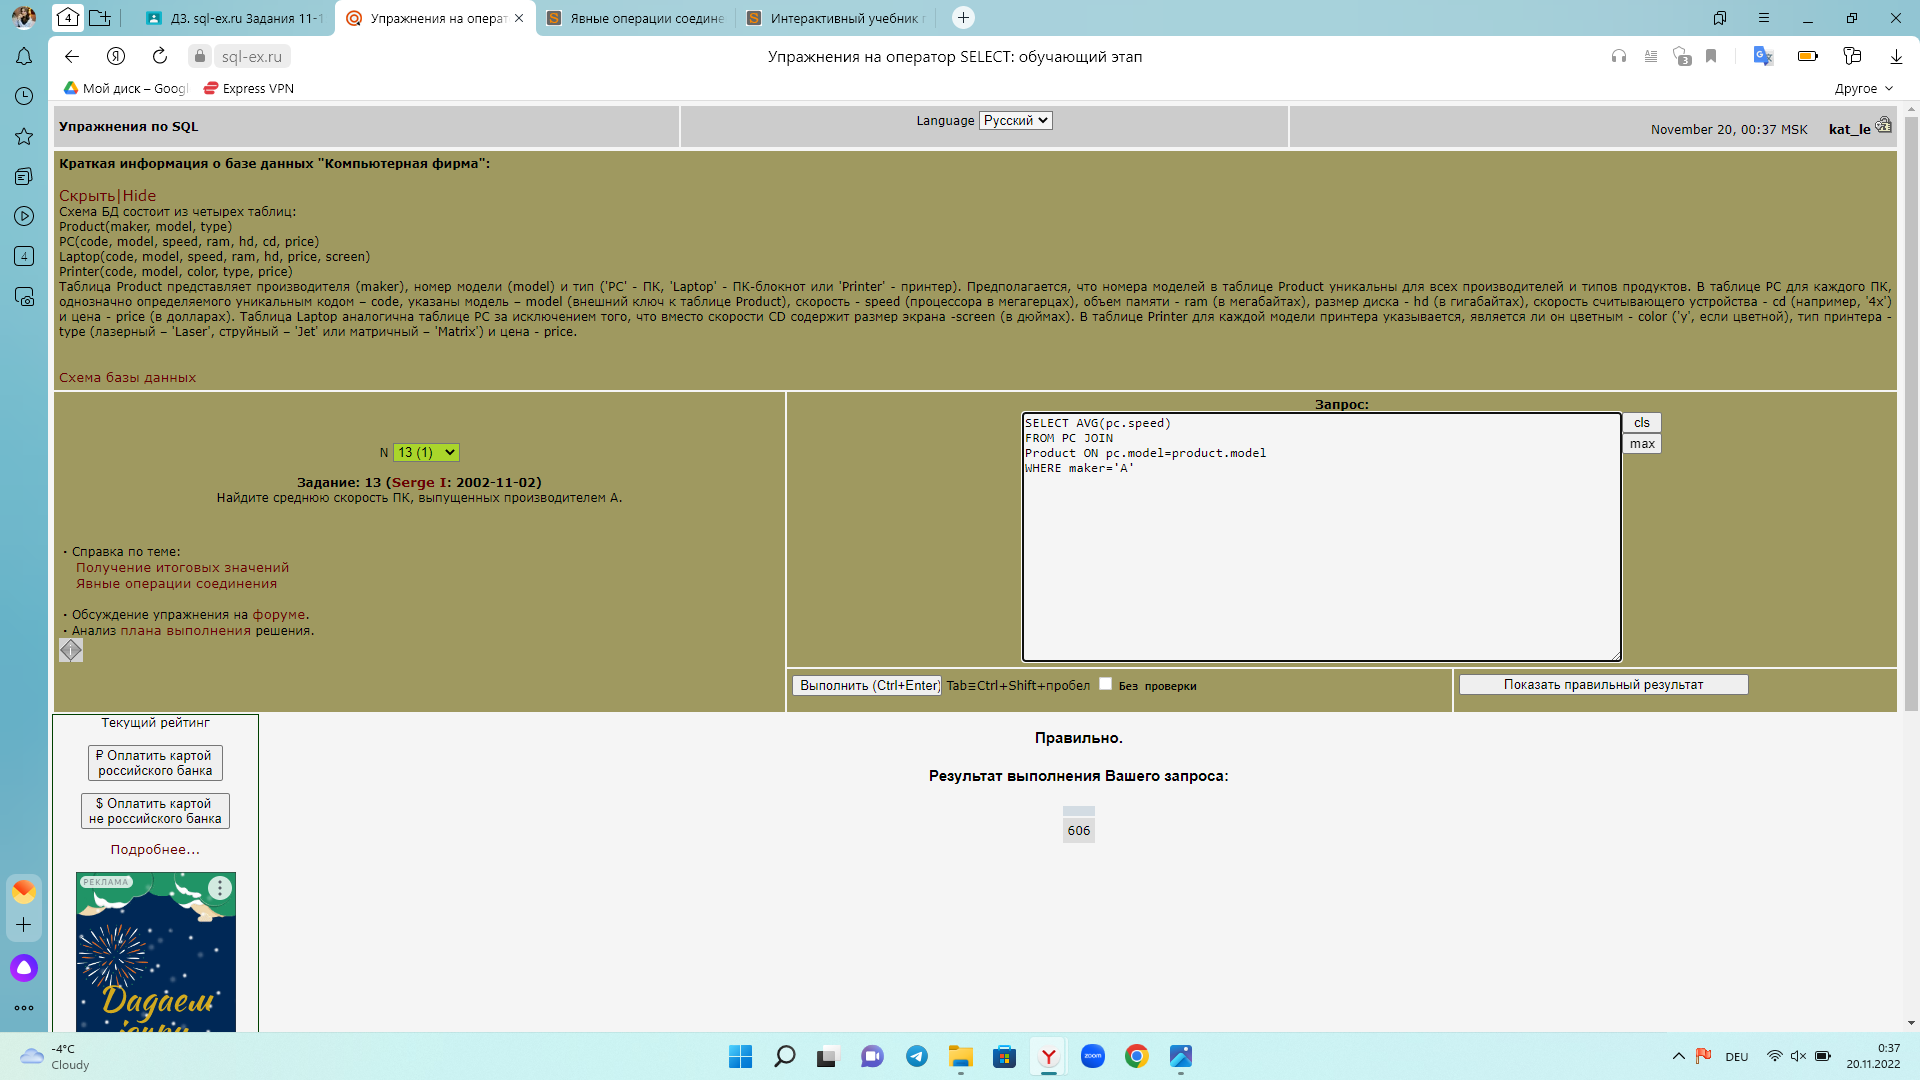 ДЗ. sql-ex.ru Задания 11-1
Упражнения на операт
Явные операции соедине
Интерактивный учебник п
sql-ex.ru
Упражнения на оператор SELECT: обучающий этап
3
Мой диск – Googl
Express VPN
Другое
4
4
Упражнения по SQL
Language Русский
November 20, 00:37 MSK kat_le
Краткая информация о базе данных "Компьютерная фирма":
Скрыть|Hide
Схема БД состоит из четырех таблиц:
Product(maker, model, type)
PC(code, model, speed, ram, hd, cd, price)
Laptop(code, model, speed, ram, hd, price, screen)
Printer(code, model, color, type, price)
Таблица Product представляет производителя (maker), номер модели (model) и тип ('PC' - ПК, 'Laptop' - ПК-блокнот или 'Printer' - принтер). Предполагается, что номера моделей в таблице Product уникальны для всех производителей и типов продуктов. В таблице PC для каждого ПК,
однозначно определяемого уникальным кодом – code, указаны модель – model (внешний ключ к таблице Product), скорость - speed (процессора в мегагерцах), объем памяти - ram (в мегабайтах), размер диска - hd (в гигабайтах), скорость считывающего устройства - cd (например, '4x')
и цена - price (в долларах). Таблица Laptop аналогична таблице PC за исключением того, что вместо скорости CD содержит размер экрана -screen (в дюймах). В таблице Printer для каждой модели принтера указывается, является ли он цветным - color ('y', если цветной), тип принтера -
type (лазерный – 'Laser', струйный – 'Jet' или матричный – 'Matrix') и цена - price.
Схема базы данных
N 13 (1)
Задание: 13 (Serge I: 2002-11-02)
Найдите среднюю скорость ПК, выпущенных производителем A.
· Справка по теме:
Получение итоговых значений
Явные операции соединения
· Обсуждение упражнения на форуме.
· Анализ плана выполнения решения.
Запрос:
SELECT AVG(pc.speed)
FROM PC JOIN
Product ON pc.model=product.model
WHERE maker='A'
cls
max
Выполнить (Ctrl+Enter) Tab≡Ctrl+Shift+пробел Без проверки
Показать правильный результат
Текущий рейтинг
₽ Оплатить картой
российского банка
$ Оплатить картой
не российского банка
Подробнее...
РЕКЛАМА
Дадаем
Правильно.
Результат выполнения Вашего запроса:
606
-4°C
Cloudy
zoom
DEU
0:37
20.11.2022